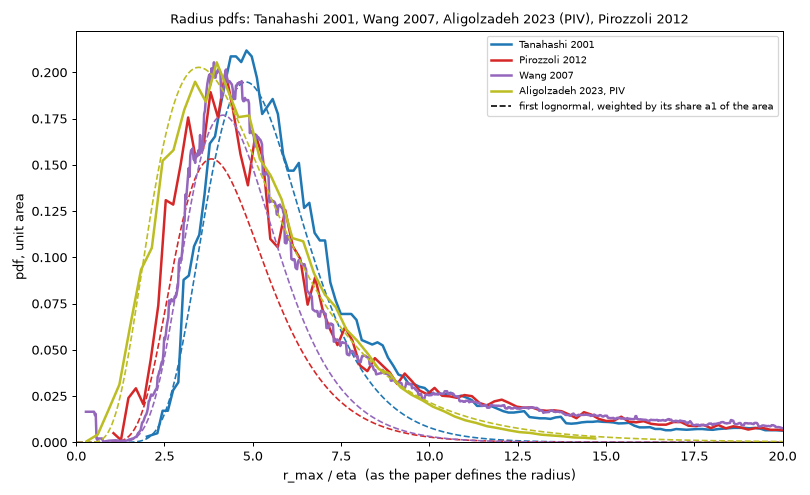 Radius pdfs: Tanahashi 2001, Wang 2007, Aligolzadeh 2023 (PIV), Pirozzoli 2012
Tanahashi 2001
Pirozzoli 2012
Wang 2007
Aligolzadeh 2023, PIV
first lognormal, weighted by its share a1 of the area
pdf, unit area
0.200
0.175
0.150
0.125
0.100
0.075
0.050
0.025
0.000
0.0 2.5 5.0 7.5 10.0 12.5 15.0 17.5 20.0
r_max / eta (as the paper defines the radius)